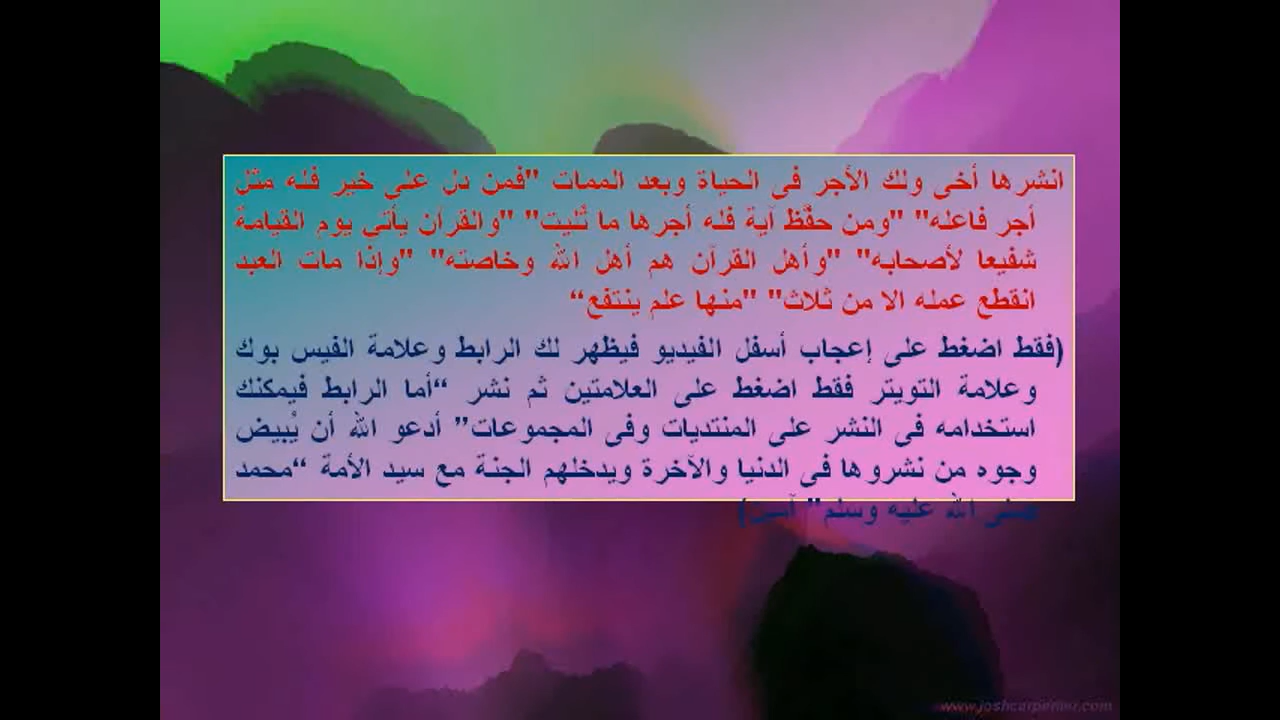 انشرها أخى ولك الأجر فى الحياة وبعد الممات "فمن دل على خير فله مثل
أجر فاعله" "ومن حفَّظ آية فله أجرها ما تُليت" "والقرآن يأتى يوم القيامة
شفيعا لأصحابه" "وأهل القرآن هم أهل الله وخاصته" "وإذا مات العبد
انقطع عمله الا من ثلاث" "منها علم ينتفع“
(فقط اضغط على إعجاب أسفل الفيديو فيظهر لك الرابط وعلامة الفيس بوك
وعلامة التويتر فقط اضغط على العلامتين ثم نشر “أما الرابط فيمكنك
استخدامه فى النشر على المنتديات وفى المجموعات” أدعو الله أن يُبيض
وجوه من نشروها فى الدنيا والآخرة ويدخلهم الجنة مع سيد الأمة “محمد
صلى الله عليه وسلم” آمين)
www.joshcarpenter.com